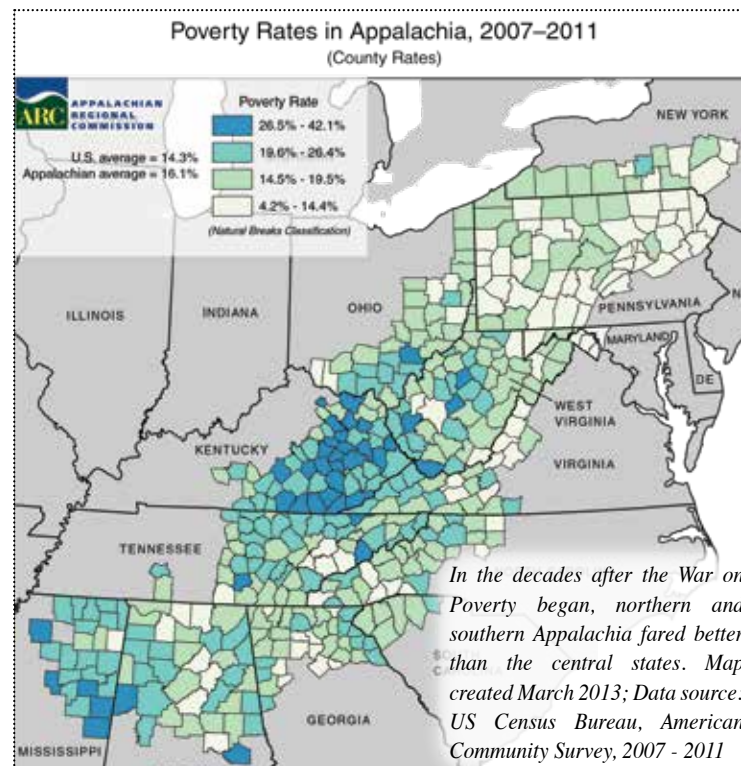 Poverty Rates in Appalachia, 2007–2011
(County Rates)
ARC
APPALACHIAN
REGIONAL
COMMISSION
U.S. average = 14.3%
Appalachian average = 16.1%
Poverty Rate
26.5% - 42.1%
19.6% - 26.4%
14.5% - 19.5%
4.2% - 14.4%
(Natural Breaks Classification)
NEW YORK
PENNSYLVANIA
N
OHIO
ILLINOIS
INDIANA
MARYLAND
DE
WEST
VIRGINIA
KENTUCKY
VIRGINIA
TENNESSEE
GEORGIA
MISSISSIPPI
In the decades after the War on
Poverty began, northern and
southern Appalachia fared better
than the central states. Map
created March 2013; Data source:
US Census Bureau, American
Community Survey, 2007 - 2011